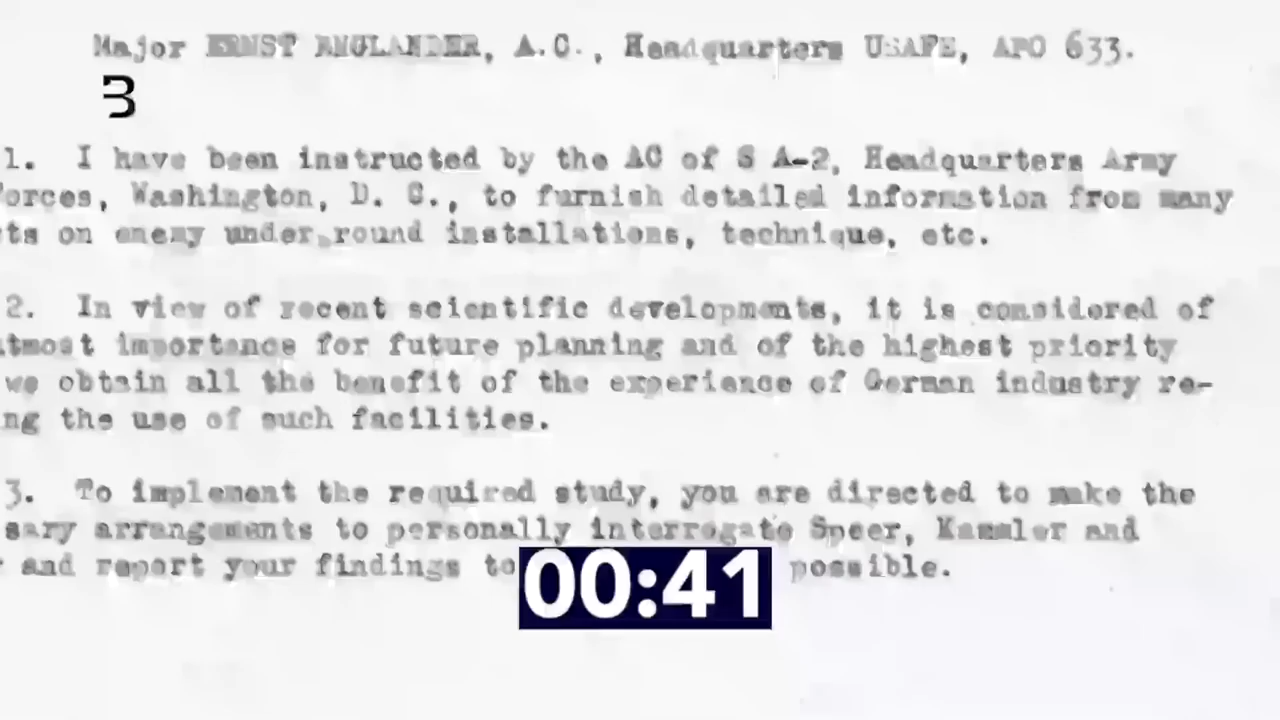 Major ERNST ENGLANDER, A.C., Headquarters USAFE, APO 633.
3
1. I have been instructed by the AC of S A-2, Headquarters Army
orces, Washington, D. C., to furnish detailed information from many
ts on enemy underground installations, technique, etc.
2. In view of recent scientific developments, it is considered of
tmost importance for future planning and of the highest priority
we obtain all the benefit of the experience of German industry re-
ng the use of such facilities.
3. To implement the required study, you are directed to make the
sary arrangements to personally interrogate Speer, Kammler and
and report your findings to possible.
00:41